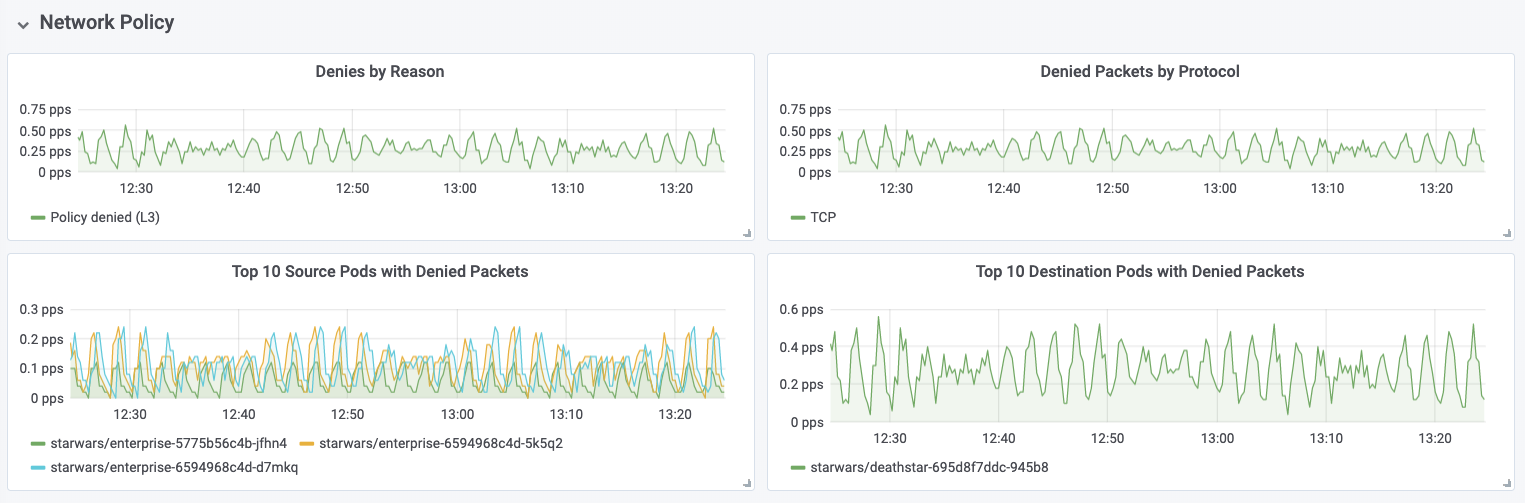 Network Policy
Denies by Reason
0.75 pps
0.50 pps
0.25 pps
0 pps
12:30 12:40 12:50 13:00 13:10 13:20
Policy denied (L3)
Denied Packets by Protocol
0.75 pps
0.50 pps
0.25 pps
0 pps
12:30 12:40 12:50 13:00 13:10 13:20
TCP
Top 10 Source Pods with Denied Packets
0.3 pps
0.2 pps
0.1 pps
0 pps
12:30 12:40 12:50 13:00 13:10 13:20
starwars/enterprise-5775b56c4b-jfhn4 starwars/enterprise-6594968c4d-5k5q2
starwars/enterprise-6594968c4d-d7mkq
Top 10 Destination Pods with Denied Packets
0.6 pps
0.4 pps
0.2 pps
0 pps
12:30 12:40 12:50 13:00 13:10 13:20
starwars/deathstar-695d8f7ddc-945b8